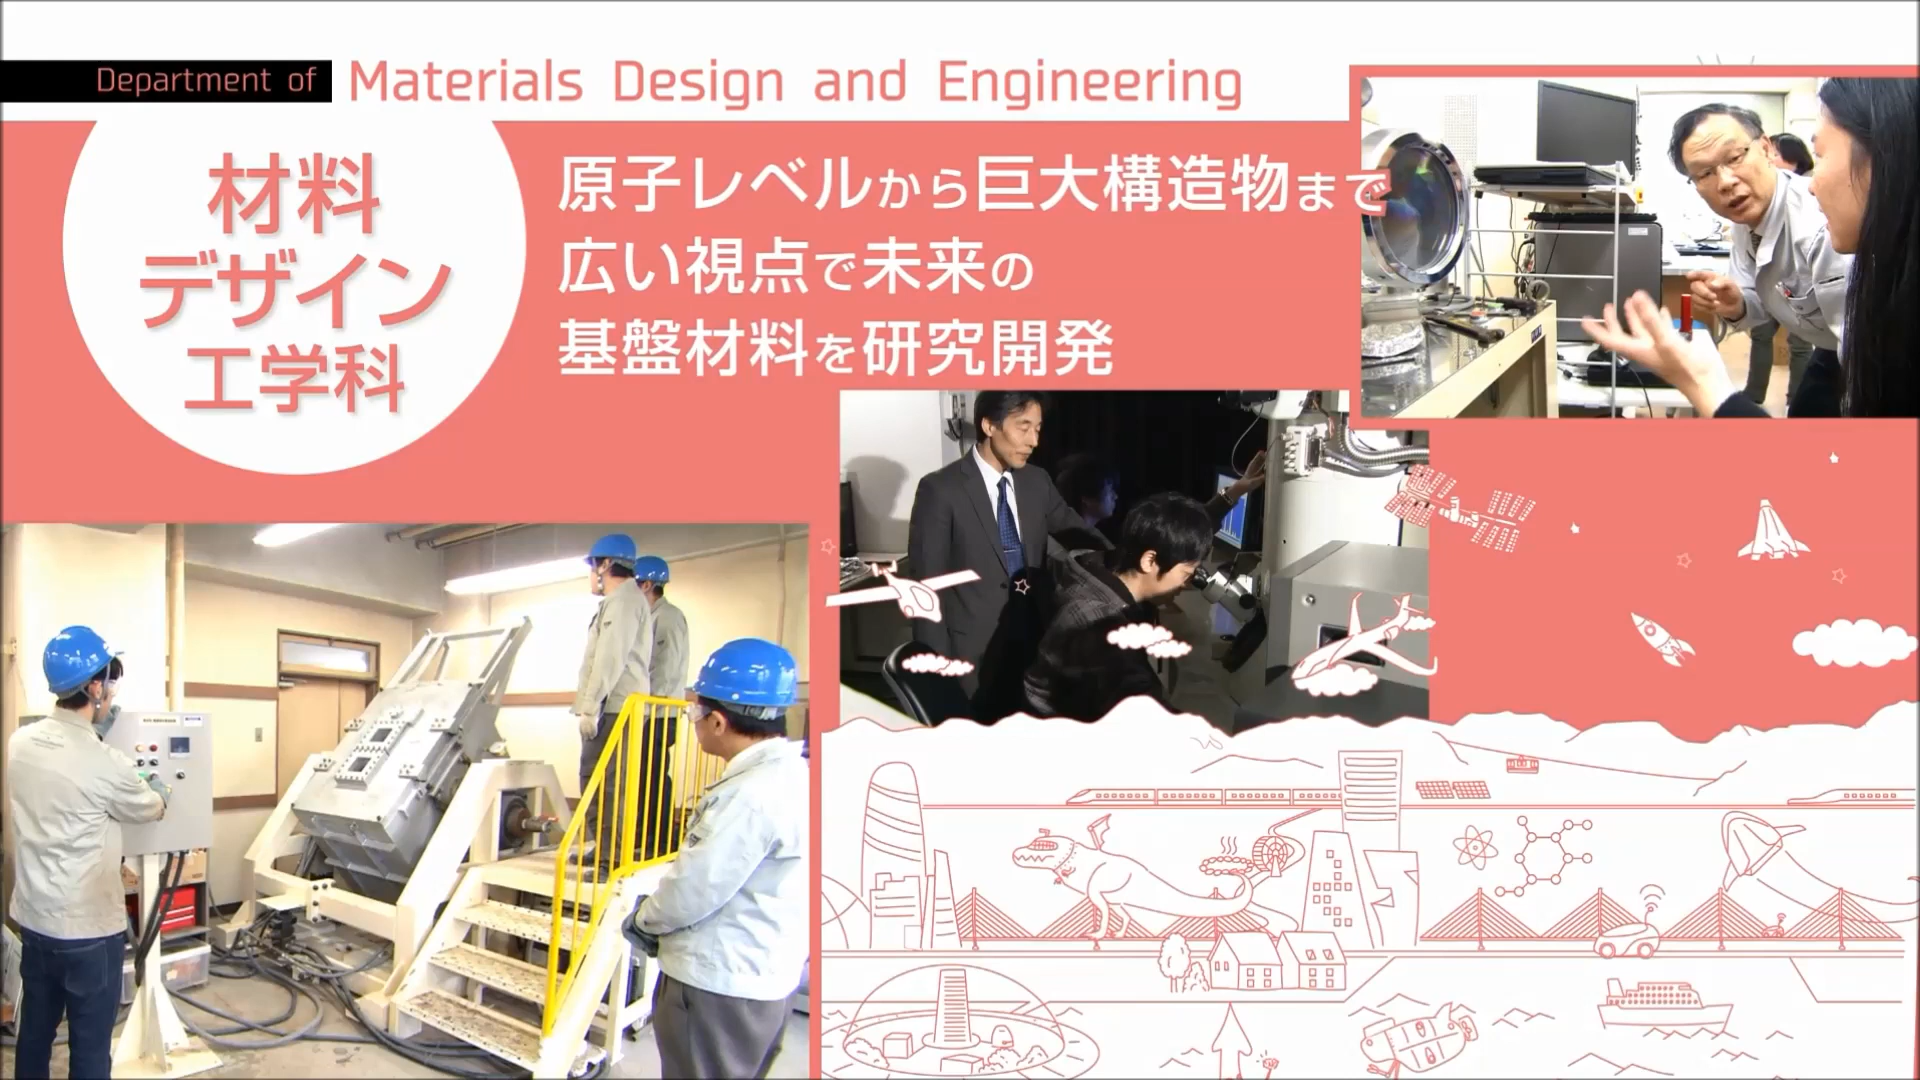 Department of Materials Design and Engineering
材料
デザイン
工学科
原子レベルから巨大構造物まで
広い視点で未来の
基盤材料を研究開発